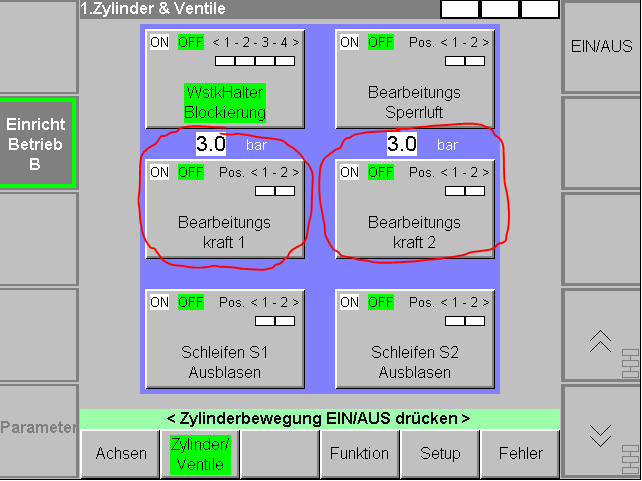 1.Zylinder & Ventile
EIN/AUS
ON OFF < 1 - 2 - 3 - 4 >
WstkHalter
Blockierung
ON OFF Pos. < 1 - 2 >
Bearbeitungs
Sperrluft
Einricht
Betrieb
B
3.0 bar
3.0 bar
ON OFF Pos. < 1 - 2 >
Bearbeitungs
kraft 1
ON OFF Pos. < 1 - 2 >
Bearbeitungs
kraft 2
ON OFF Pos. < 1 - 2 >
Schleifen S1
Ausblasen
ON OFF Pos. < 1 - 2 >
Schleifen S2
Ausblasen
Parameter
< Zylinderbewegung EIN/AUS drücken >
Achsen
Zylinder/
Ventile
Funktion
Setup
Fehler